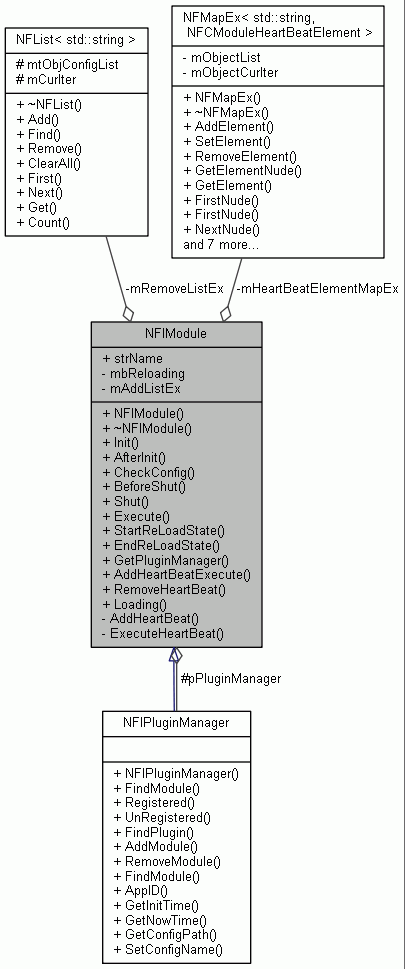 NFList< std::string >
# mtObjConfigList
# mCurIter
+ ~NFList()
+ Add()
+ Find()
+ Remove()
+ ClearAll()
+ First()
+ Next()
+ Get()
+ Count()
NFMapEx< std::string,
NFCModuleHeartBeatElement >
- mObjectList
- mObjectCurIter
+ NFMapEx()
+ ~NFMapEx()
+ AddElement()
+ SetElement()
+ RemoveElement()
+ GetElementNude()
+ GetElement()
+ FirstNude()
+ FirstNude()
+ NextNude()
and 7 more...
-mRemoveListEx
-mHeartBeatElementMapEx
NFIModule
+ strName
- mbReloading
- mAddListEx
+ NFIModule()
+ ~NFIModule()
+ Init()
+ AfterInit()
+ CheckConfig()
+ BeforeShut()
+ Shut()
+ Execute()
+ StartReLoadState()
+ EndReLoadState()
+ GetPluginManager()
+ AddHeartBeatExecute()
+ RemoveHeartBeat()
+ Loading()
- AddHeartBeat()
- ExecuteHeartBeat()
#pPluginManager
NFIPluginManager
+ NFIPluginManager()
+ FindModule()
+ Registered()
+ UnRegistered()
+ FindPlugin()
+ AddModule()
+ RemoveModule()
+ FindModule()
+ AppID()
+ GetInitTime()
+ GetNowTime()
+ GetConfigPath()
+ SetConfigName()